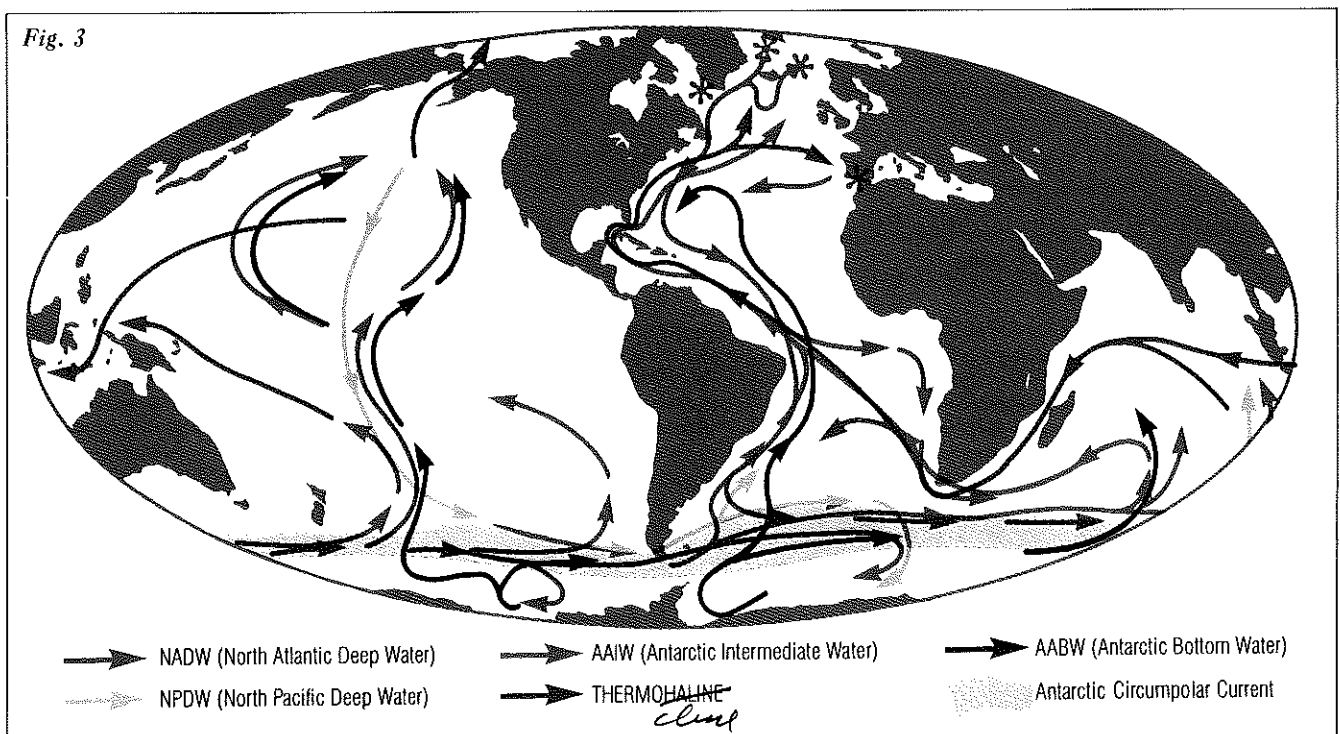 Fig. 3
NADW (North Atlantic Deep Water)
AAIW (Antarctic Intermediate Water)
AABW (Antarctic Bottom Water)
NPDW (North Pacific Deep Water)
THERMOHALINE
cline
Antarctic Circumpolar Current